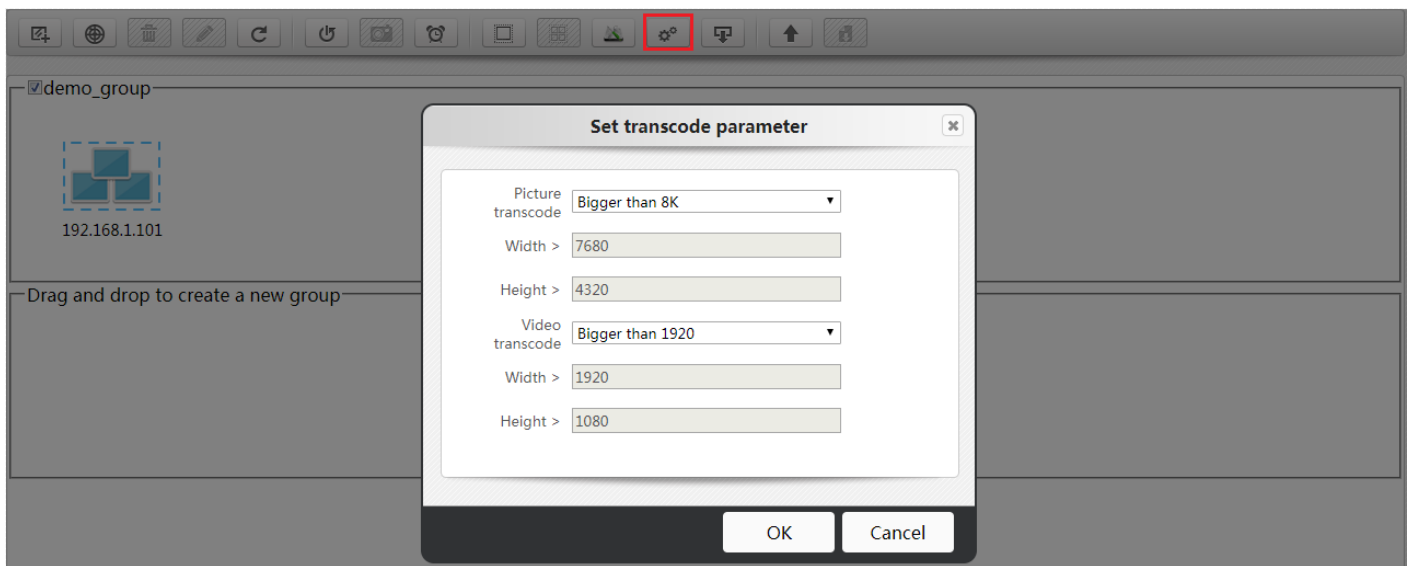 demo_group
192.168.1.101
Drag and drop to create a new group
Set transcode parameter
Picture
transcode
Bigger than 8K
Width >
7680
Height >
4320
Video
transcode
Bigger than 1920
Width >
1920
Height >
1080
OK
Cancel